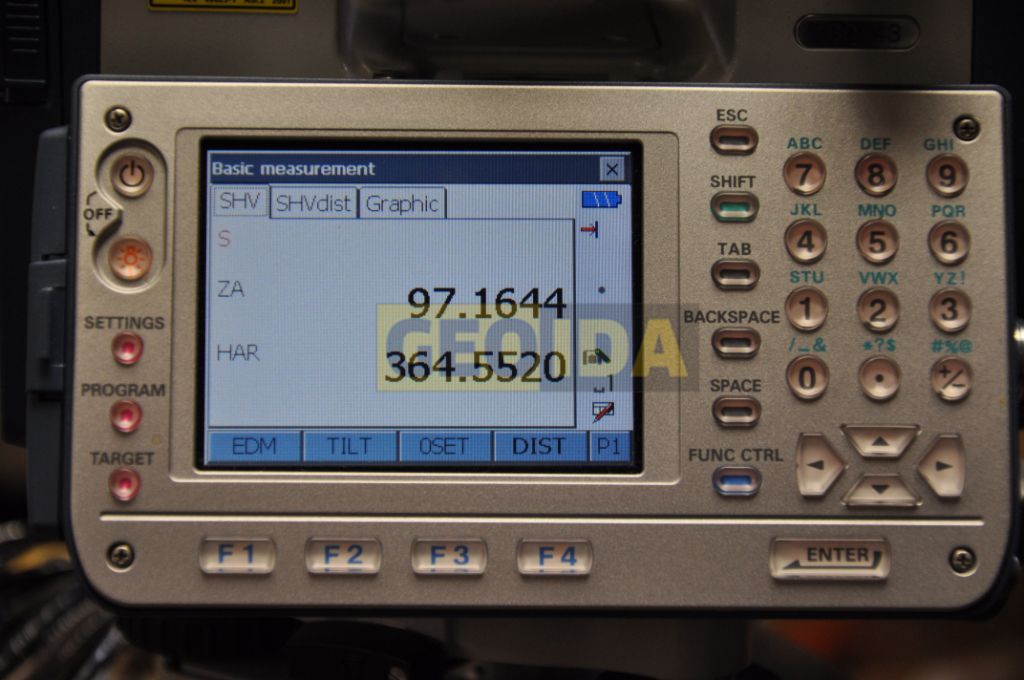 Basic measurement
SHV SHVdist Graphic
S
ZA 97.1644
HAR 364.5520
EDM TILT 0SET DIST P1
GEOIDA
OFF
SETTINGS
PROGRAM
TARGET
ESC
SHIFT
TAB
BACKSPACE
SPACE
FUNC CTRL
ABC DEF GHI
7 8 9
JKL MNO PQR
4 5 6
STU VWX YZ!
1 2 3
/_& *?$ #%@
0 . +/-
F1 F2 F3 F4
ENTER